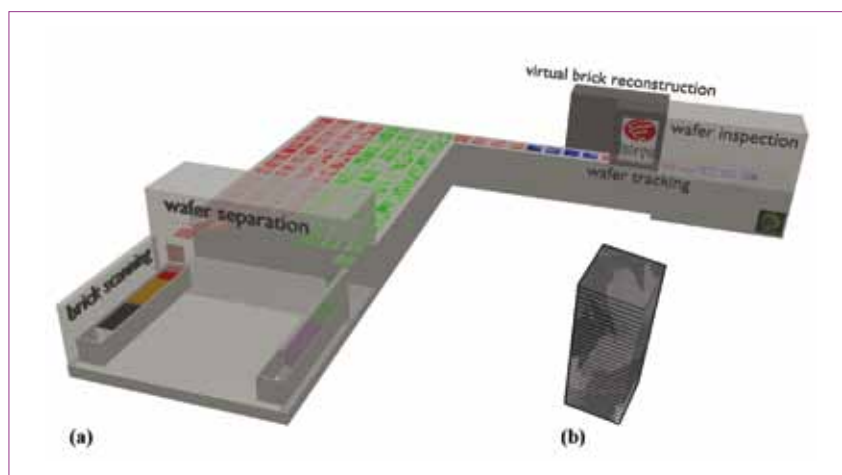 virtual brick reconstruction
wafer inspection
wafer tracking
wafer separation
brick scanning
(a)
(b)